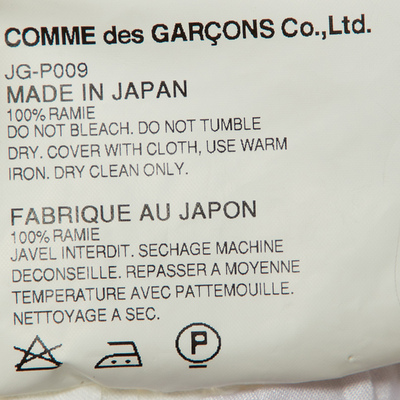 COMME des GARÇONS Co.,Ltd.
JG-P009
MADE IN JAPAN
100% RAMIE
DO NOT BLEACH. DO NOT TUMBLE
DRY. COVER WITH CLOTH, USE WARM
IRON. DRY CLEAN ONLY.
FABRIQUE AU JAPON
100% RAMIE
JAVEL INTERDIT. SECHAGE MACHINE
DECONSEILLE. REPASSER A MOYENNE
TEMPERATURE AVEC PATTEMOUILLE.
NETTOYAGE A SEC.
P